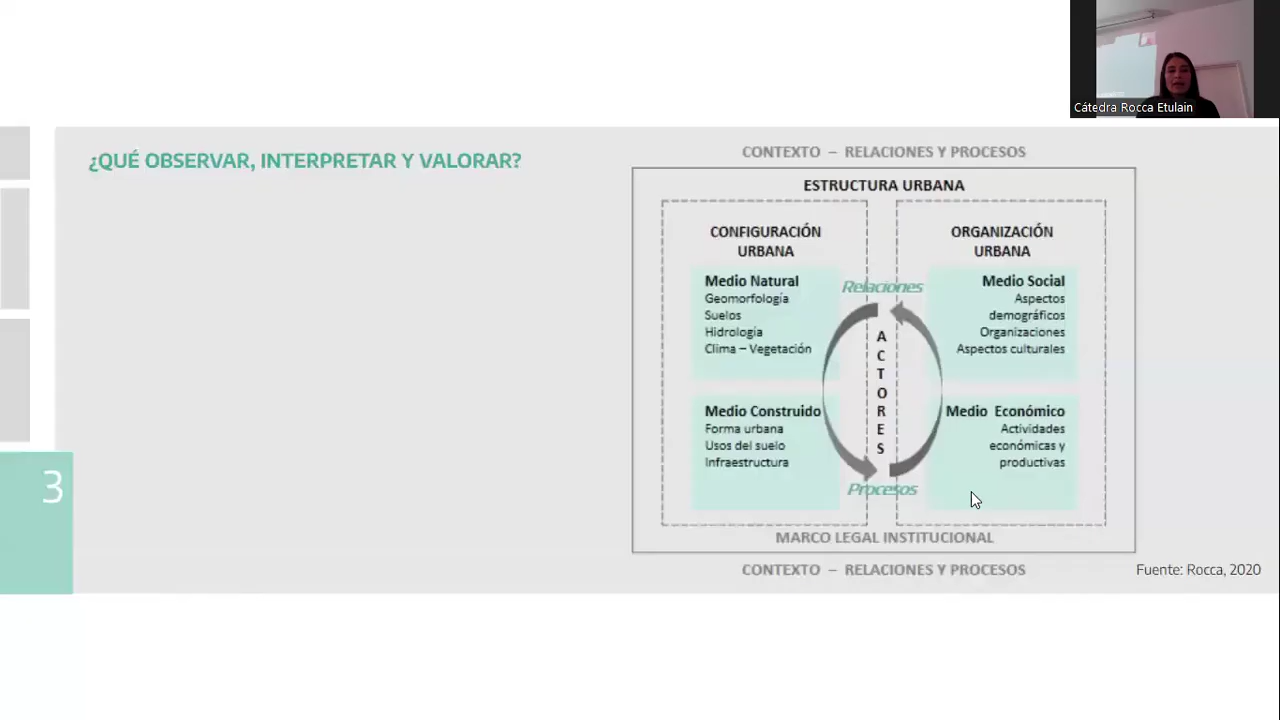 Cátedra Rocca Etulain
¿QUÉ OBSERVAR, INTERPRETAR Y VALORAR?
3
CONTEXTO – RELACIONES Y PROCESOS
ESTRUCTURA URBANA
CONFIGURACIÓN
URBANA
Medio Natural
Geomorfología
Suelos
Hidrología
Clima – Vegetación
Medio Construido
Forma urbana
Usos del suelo
Infraestructura
Relaciones
A
C
T
O
R
E
S
Procesos
ORGANIZACIÓN
URBANA
Medio Social
Aspectos
demográficos
Organizaciones
Aspectos culturales
Medio Económico
Actividades
económicas y
productivas
MARCO LEGAL INSTITUCIONAL
CONTEXTO – RELACIONES Y PROCESOS
Fuente: Rocca, 2020